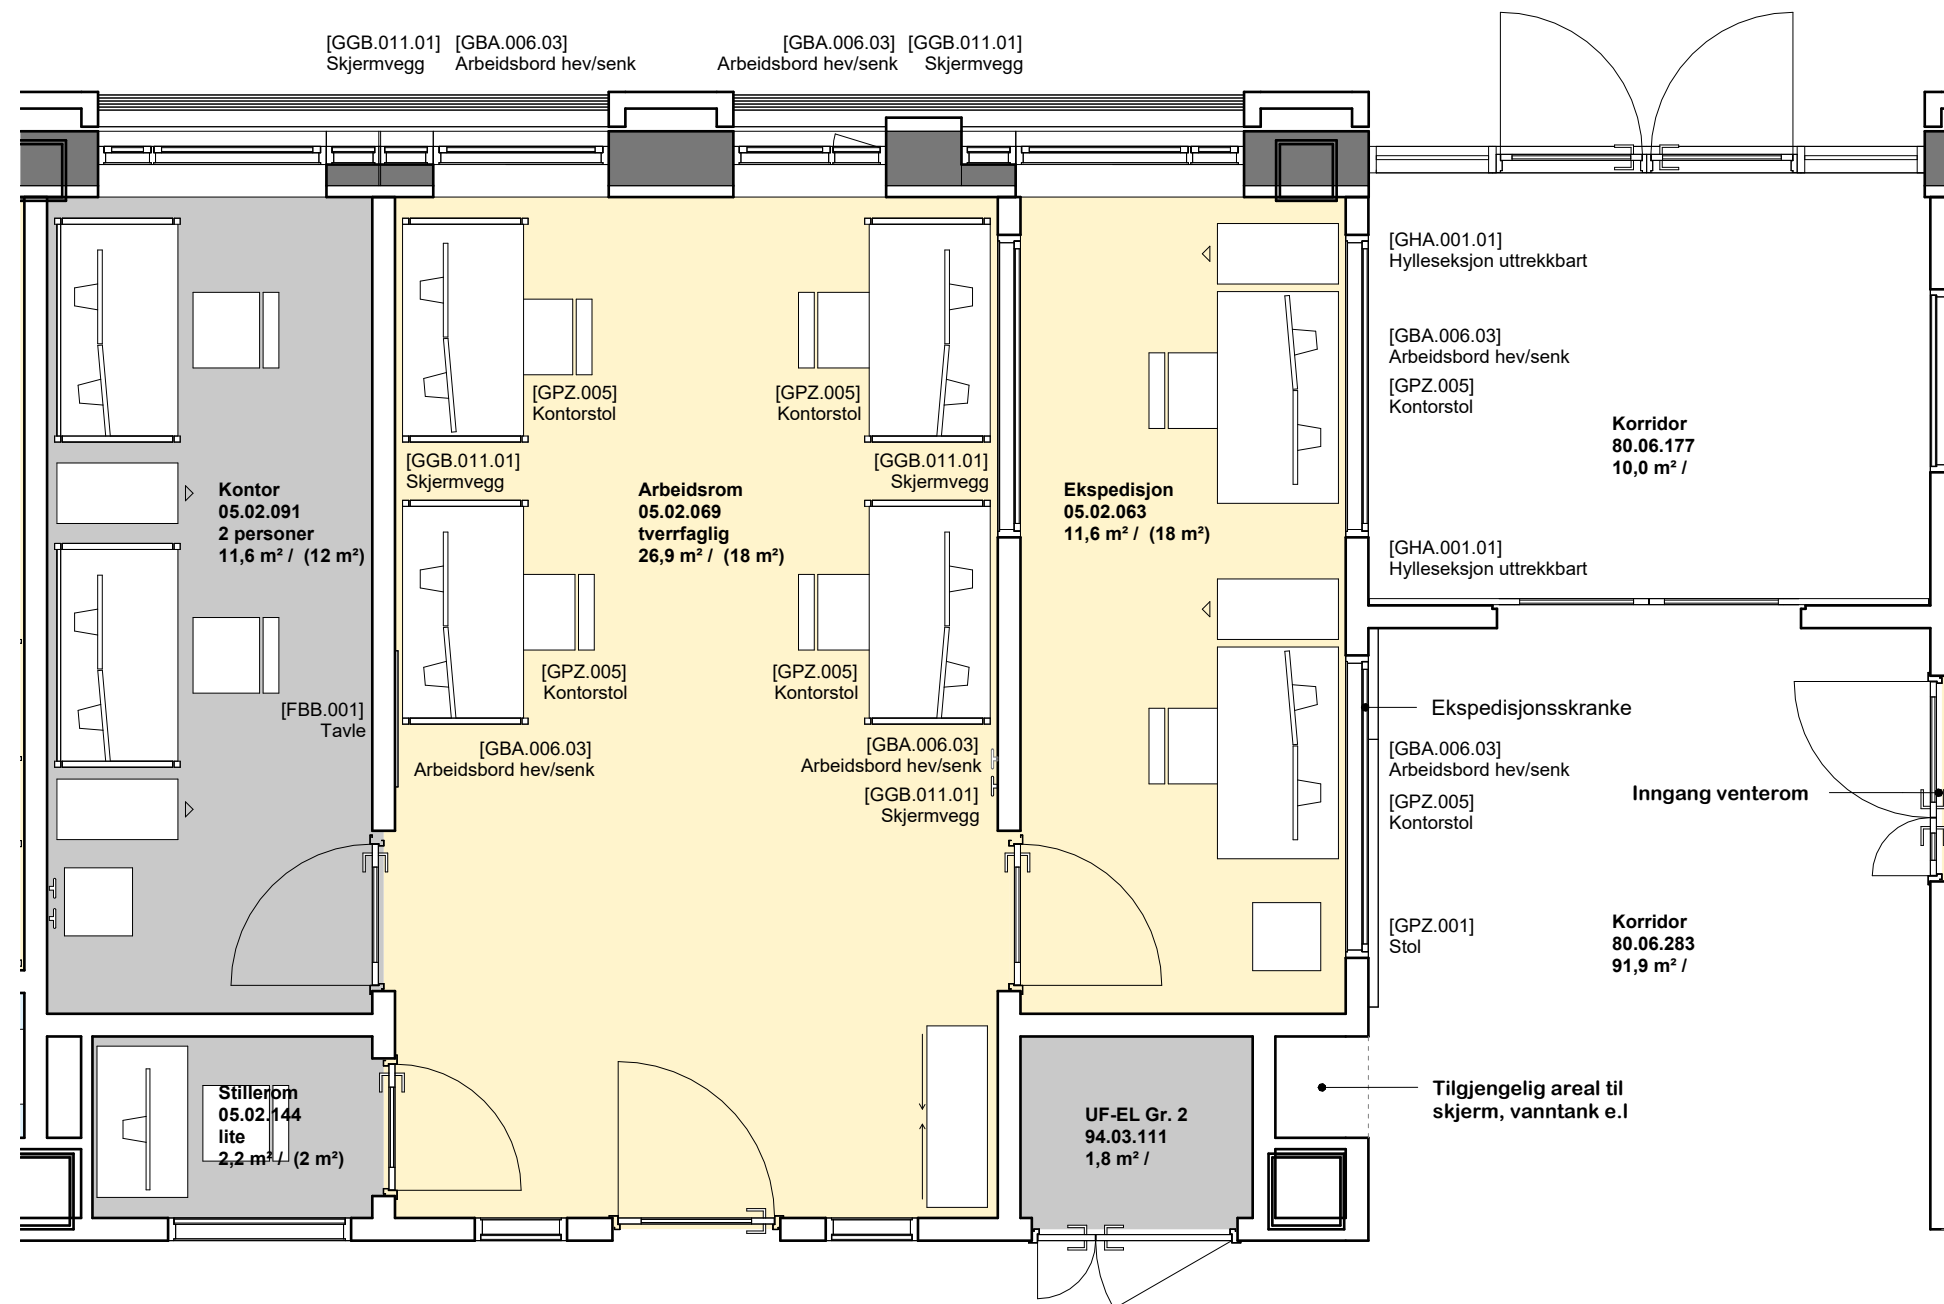 [GGB.011.01]
Skjermvegg
[GBA.006.03]
Arbeidsbord hev/senk
[GBA.006.03]
Arbeidsbord hev/senk
[GGB.011.01]
Skjermvegg
[GHA.001.01]
Hylleseksjon uttrekkbart
[GBA.006.03]
Arbeidsbord hev/senk
[GPZ.005]
Kontorstol
[GPZ.005]
Kontorstol
[GPZ.005]
Kontorstol
Korridor
80.06.177
10,0 m² /
[GGB.011.01]
Skjermvegg
[GGB.011.01]
Skjermvegg
Kontor
05.02.091
2 personer
11,6 m² / (12 m²)
Arbeidsrom
05.02.069
tverrfaglig
26,9 m² / (18 m²)
Ekspedisjon
05.02.063
11,6 m² / (18 m²)
[GHA.001.01]
Hylleseksjon uttrekkbart
[GPZ.005]
Kontorstol
[GPZ.005]
Kontorstol
[FBB.001]
Tavle
Ekspedisjonsskranke
[GBA.006.03]
Arbeidsbord hev/senk
[GBA.006.03]
Arbeidsbord hev/senk
[GGB.011.01]
Skjermvegg
[GBA.006.03]
Arbeidsbord hev/senk
[GPZ.005]
Kontorstol
Inngang venterom
[GPZ.001]
Stol
Korridor
80.06.283
91,9 m² /
Stillerom
05.02.144
lite
2,2 m² / (2 m²)
UF-EL Gr. 2
94.03.111
1,8 m² /
Tilgjengelig areal til
skjerm, vanntank e.l